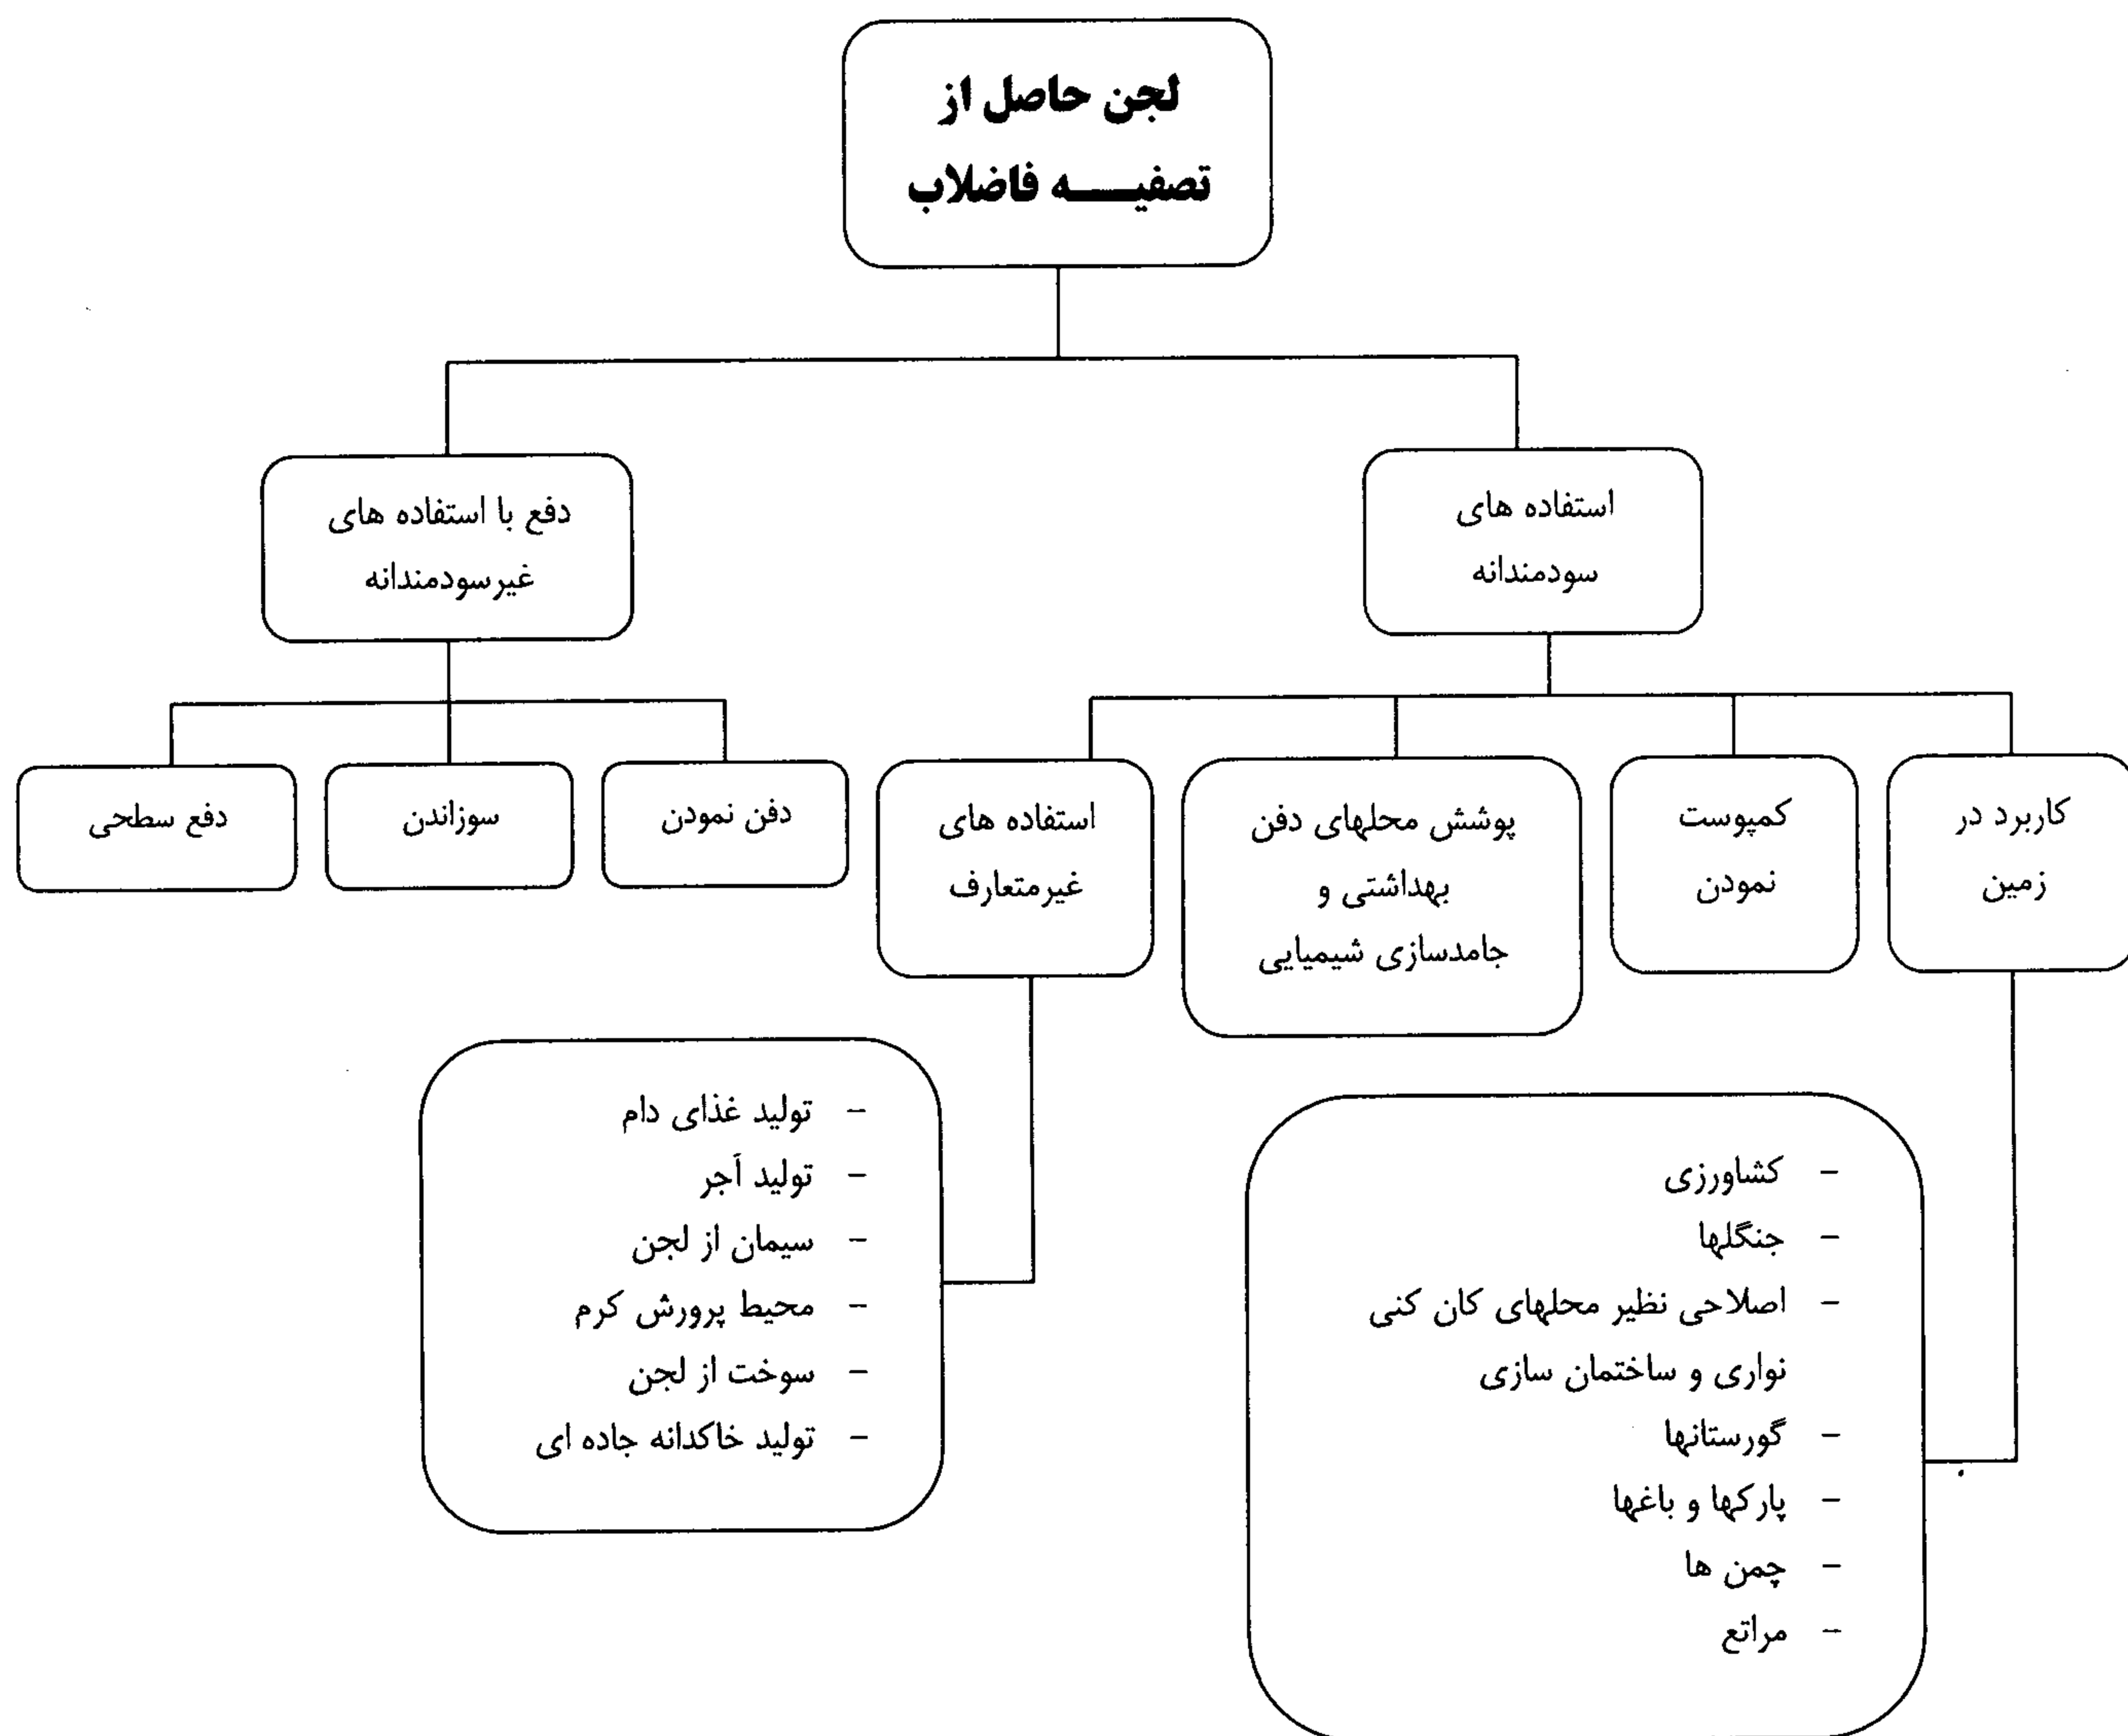 لجن حاصل از
تصفیه فاضلاب
استفاده های
سودمندانه
دفع با استفاده های
غیرسودمندانه
کاربرد در
زمین
کمپوست
نمودن
پوشش محلهای دفن
بهداشتی و
جامدسازی شیمیایی
استفاده های
غیرمتعارف
دفن نمودن
سوزاندن
دفع سطحی
- کشاورزی
- جنگلها
- اصلاحی نظیر محلهای کان کنی
نواری و ساختمان سازی
- گورستانها
- پارکها و باغها
- چمن ها
- مراتع
- تولید غذای دام
- تولید آجر
- سیمان از لجن
- محیط پرورش کرم
- سوخت از لجن
- تولید خاکدانه جاده ای